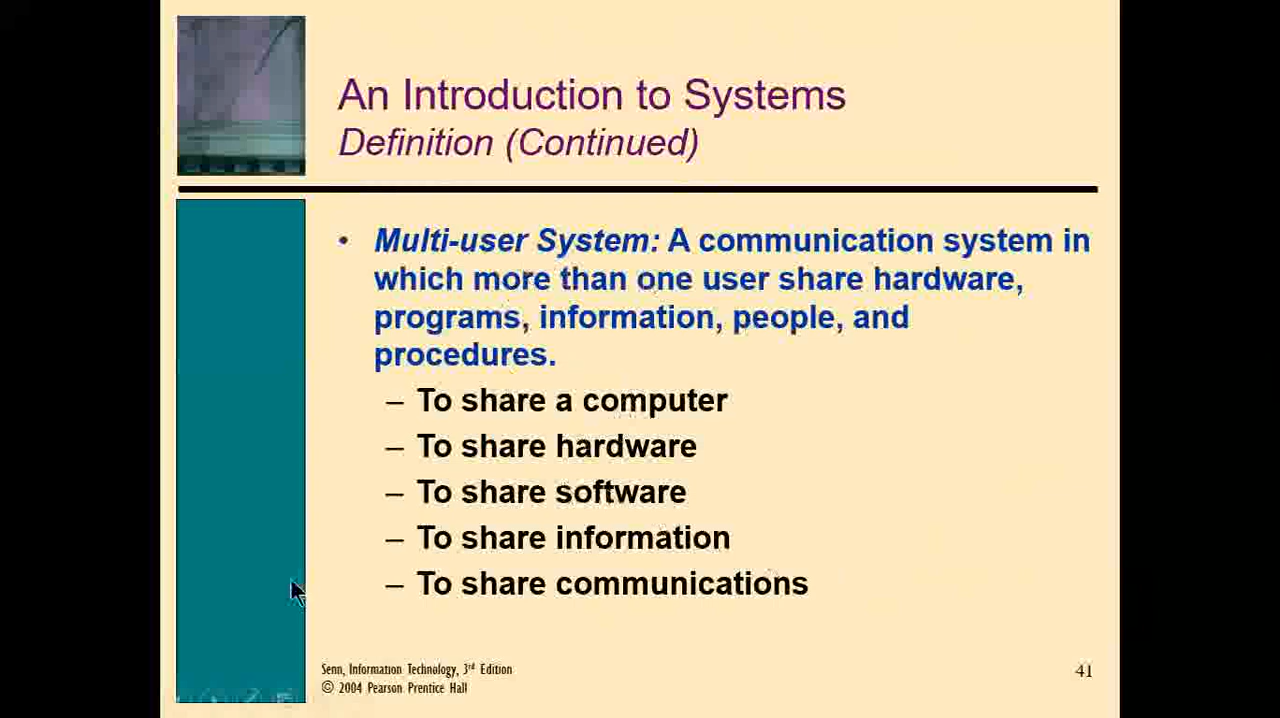 An Introduction to Systems
Definition (Continued)
• Multi-user System: A communication system in
which more than one user share hardware,
programs, information, people, and
procedures.
– To share a computer
– To share hardware
– To share software
– To share information
– To share communications
Senn, Information Technology, 3rd Edition
© 2004 Pearson Prentice Hall
41